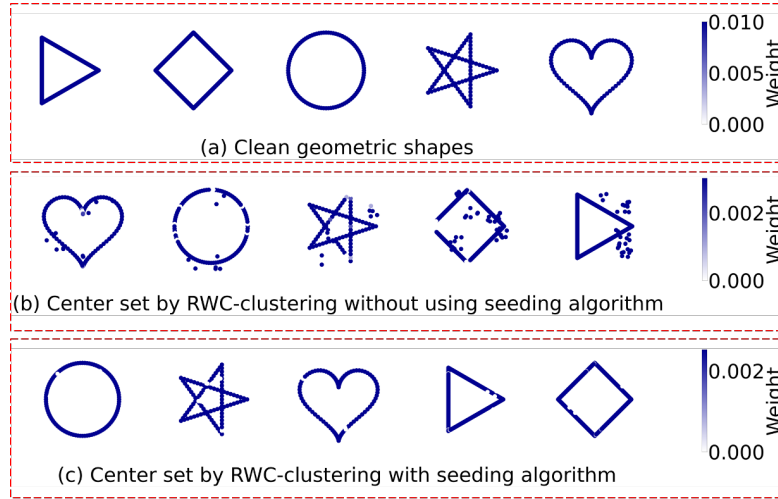 0.010
0.005
0.000
Weight
(a) Clean geometric shapes
0.002
0.000
Weight
(b) Center set by RWC-clustering without using seeding algorithm
0.002
0.000
Weight
(c) Center set by RWC-clustering with seeding algorithm